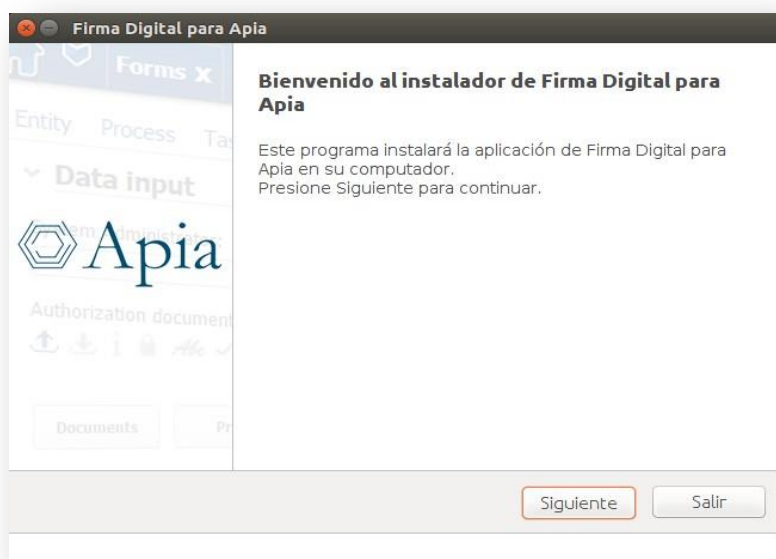 Firma Digital para Apia
Forms x
Entity Process Tas
Data input
Apia
Authorization document
Documents Pr
Bienvenido al instalador de Firma Digital para
Apia
Este programa instalará la aplicación de Firma Digital para
Apia en su computador.
Presione Siguiente para continuar.
Siguiente Salir